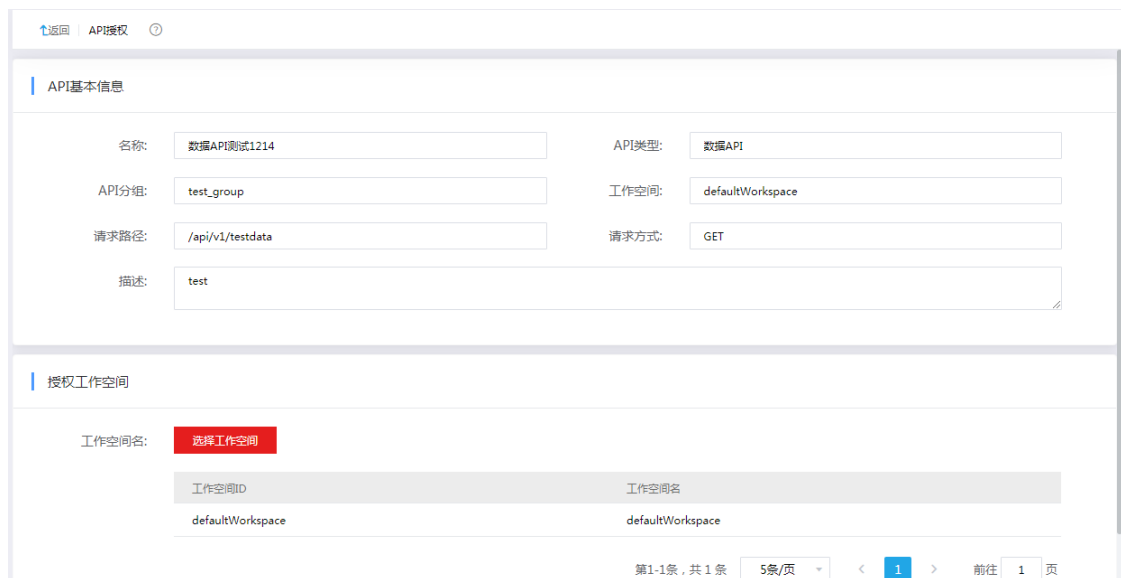 返回 API授权 ?
API基本信息
名称: 数据API测试1214 API类型: 数据API
API分组: test_group 工作空间: defaultWorkspace
请求路径: /api/v1/testdata 请求方式: GET
描述: test
授权工作空间
工作空间名: 选择工作空间
工作空间ID 工作空间名
defaultWorkspace defaultWorkspace
第1-1条，共 1 条 5条/页 < 1 > 前往 1 页